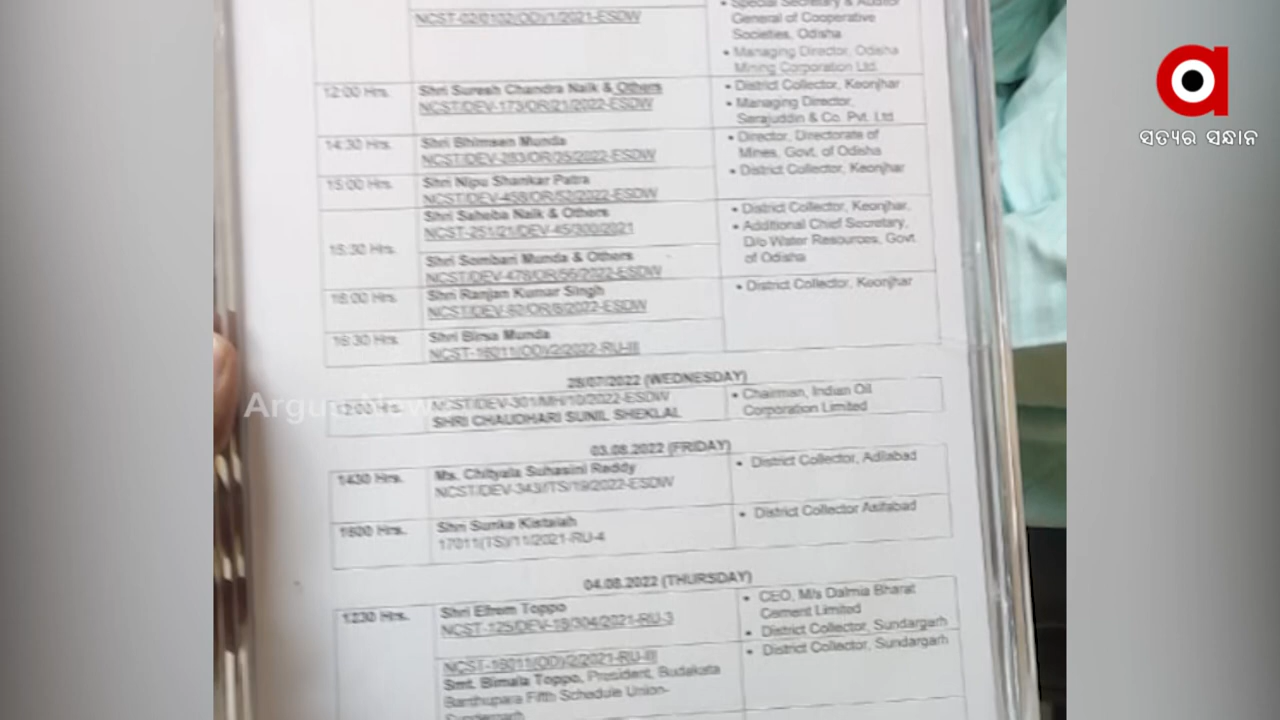 NCST-02/0102/OD/1/2021-ESDW
• Special Secretary & Auditor
General of Cooperative
Societies, Odisha
• Managing Director, Odisha
Mining Corporation Ltd.
12:00 Hrs.
Shri Suresh Chandra Naik & Others
NCST/DEV-173/OR/21/2022-ESDW
• District Collector, Keonjhar
• Managing Director,
Serajuddin & Co. Pvt. Ltd.
14:30 Hrs.
Shri Bhimsen Munda
NCST/DEV-283/OR/35/2022-ESDW
• Director, Directorate of
Mines, Govt. of Odisha
• District Collector, Keonjhar
15:00 Hrs.
Shri Nipu Shankar Patra
NCST/DEV-458/OR/52/2022-ESDW
15:30 Hrs.
Shri Saheba Naik & Others
NCST-251/21/DEV-45/300/2021
• District Collector, Keonjhar,
• Additional Chief Secretary,
D/o Water Resources, Govt
of Odisha
Shri Sombari Munda & Others
NCST/DEV-478/OR/56/2022-ESDW
16:00 Hrs.
Shri Ranjan Kumar Singh
NCST/DEV-82/OR/8/2022-ESDW
• District Collector, Keonjhar
16:30 Hrs.
Shri Birsa Munda
NCST-16011(OD)/2/2022-RU-III
28/07/2022 (WEDNESDAY)
12:00 Hrs.
NCST/DEV-301/MH/10/2022-ESDW
SHRI CHAUDHARI SUNIL SHEKLAL
• Chairman, Indian Oil
Corporation Limited
03.08.2022 (FRIDAY)
1430 Hrs.
Ms. Chityala Suhasini Reddy
NCST/DEV-343/TS/19/2022-ESDW
• District Collector, Adilabad
1600 Hrs.
Shri Sunka Kistaiah
17011(TS)/11/2021-RU-4
• District Collector Asifabad
04.08.2022 (THURSDAY)
1230 Hrs.
Shri Efrem Toppo
NCST-125/DEV-18/304/2021-RU-3
• CEO, M/s Dalmia Bharat
Cement Limited
• District Collector, Sundargarh
NCST-16011(OD)/2/2021-RU-III
Smt. Bimala Toppo, President, Budakata
Banthupara Fifth Schedule Union-
Sundargarh
• District Collector, Sundargarh
Argus News
a
ସତ୍ୟର ସନ୍ଧାନ